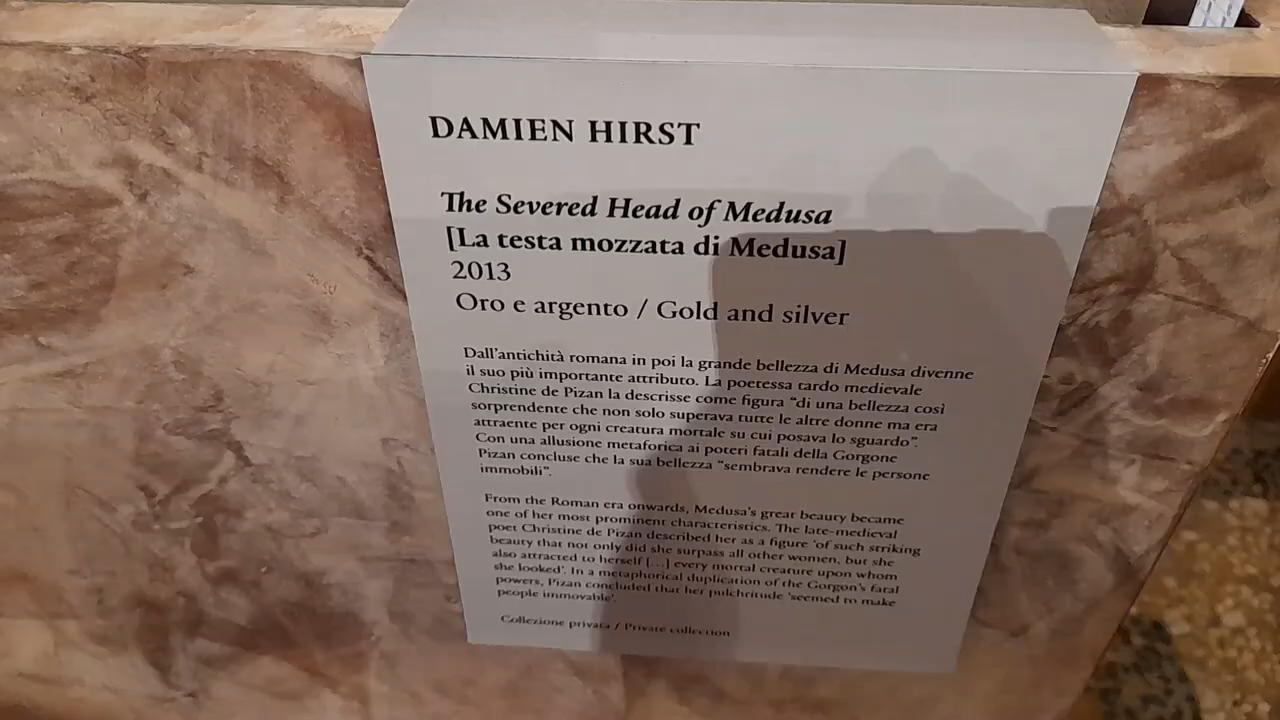 DAMIEN HIRST
The Severed Head of Medusa
[La testa mozzata di Medusa]
2013
Oro e argento / Gold and silver
Dall'antichità romana in poi la grande bellezza di Medusa divenne
il suo più importante attributo. La poetessa tardo medievale
Christine de Pizan la descrisse come figura “di una bellezza così
sorprendente che non solo superava tutte le altre donne ma era
attraente per ogni creatura mortale su cui posava lo sguardo”.
Con una allusione metaforica ai poteri fatali della Gorgone
Pizan concluse che la sua bellezza “sembrava rendere le persone
immobili”.
From the Roman era onwards, Medusa's great beauty became
one of her most prominent characteristics. The late-medieval
poet Christine de Pizan described her as a figure ‘of such striking
beauty that not only did she surpass all other women, but she
also attracted to herself [...] every mortal creature upon whom
she looked’. In a metaphorical duplication of the Gorgon's fatal
powers, Pizan concluded that her pulchritude ‘seemed to make
people immovable’.
Collezione privata / Private collection